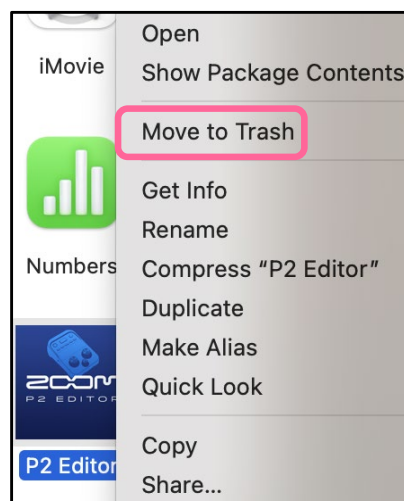 iMovie
Numbers
ZOOM
P2 EDITOR
P2 Editor
Open
Show Package Contents
Move to Trash
Get Info
Rename
Compress “P2 Editor”
Duplicate
Make Alias
Quick Look
Copy
Share...